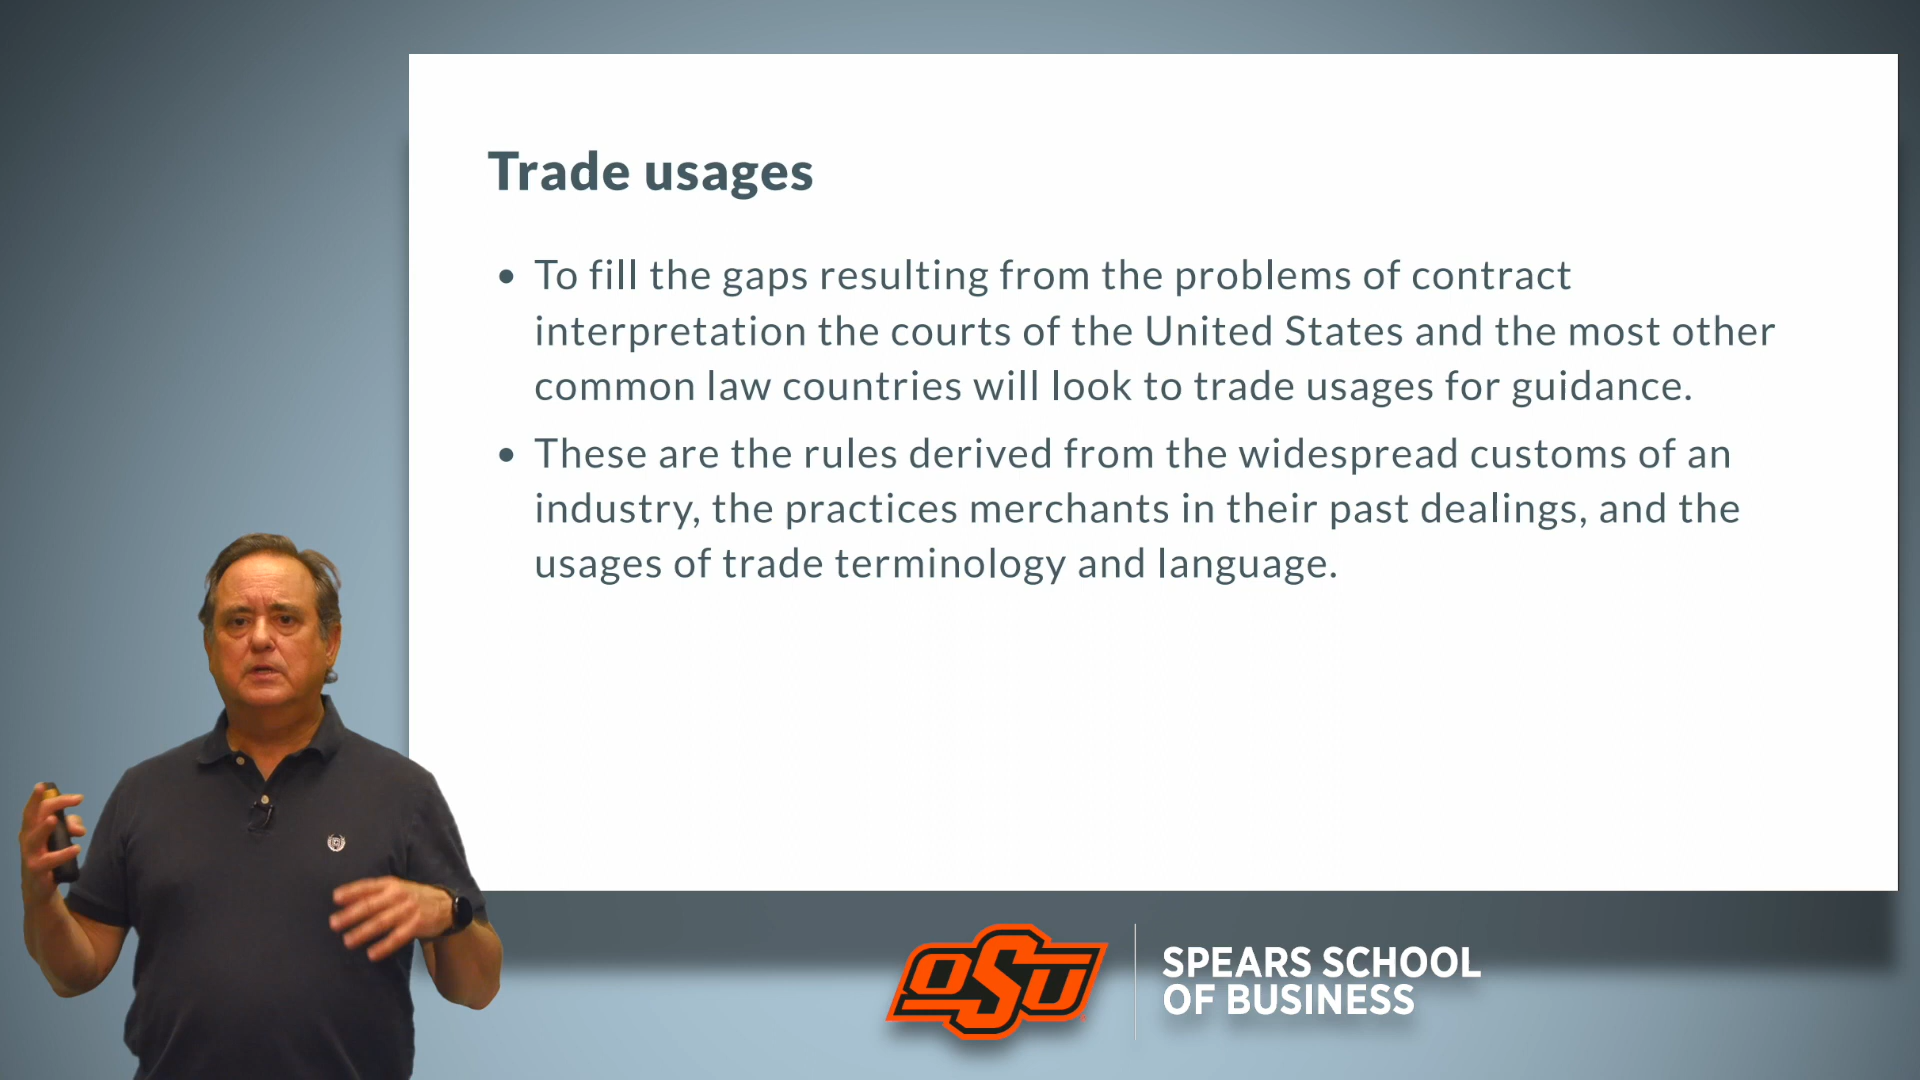 Trade usages
• To fill the gaps resulting from the problems of contract
interpretation the courts of the United States and the most other
common law countries will look to trade usages for guidance.
• These are the rules derived from the widespread customs of an
industry, the practices merchants in their past dealings, and the
usages of trade terminology and language.
OSU
SPEARS SCHOOL
OF BUSINESS